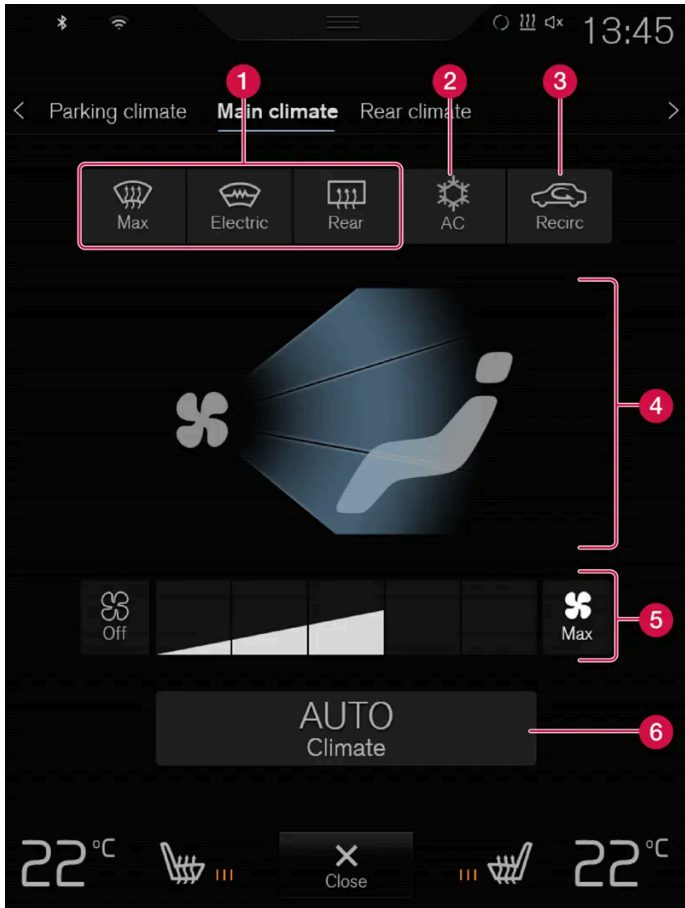 13:45
1 2 3
Parking climate Main climate Rear climate
Max Electric Rear AC Recirc
4
Off Max 5
AUTO
Climate 6
22°C 22°C
Close